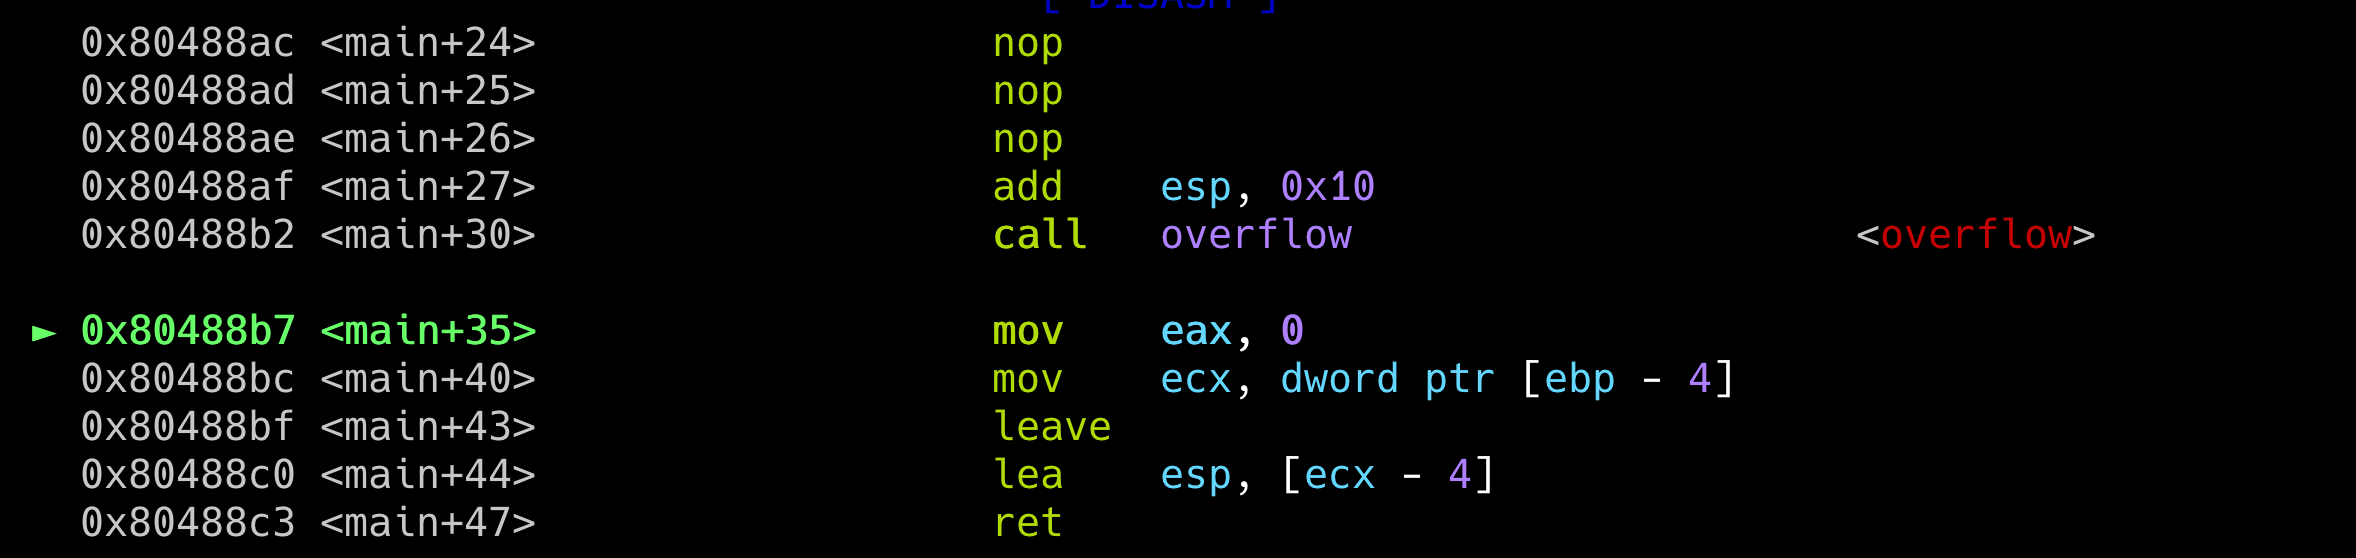 [ DISASM ]
0x80488ac <main+24> nop
0x80488ad <main+25> nop
0x80488ae <main+26> nop
0x80488af <main+27> add esp, 0x10
0x80488b2 <main+30> call overflow <overflow>
► 0x80488b7 <main+35> mov eax, 0
0x80488bc <main+40> mov ecx, dword ptr [ebp - 4]
0x80488bf <main+43> leave
0x80488c0 <main+44> lea esp, [ecx - 4]
0x80488c3 <main+47> ret